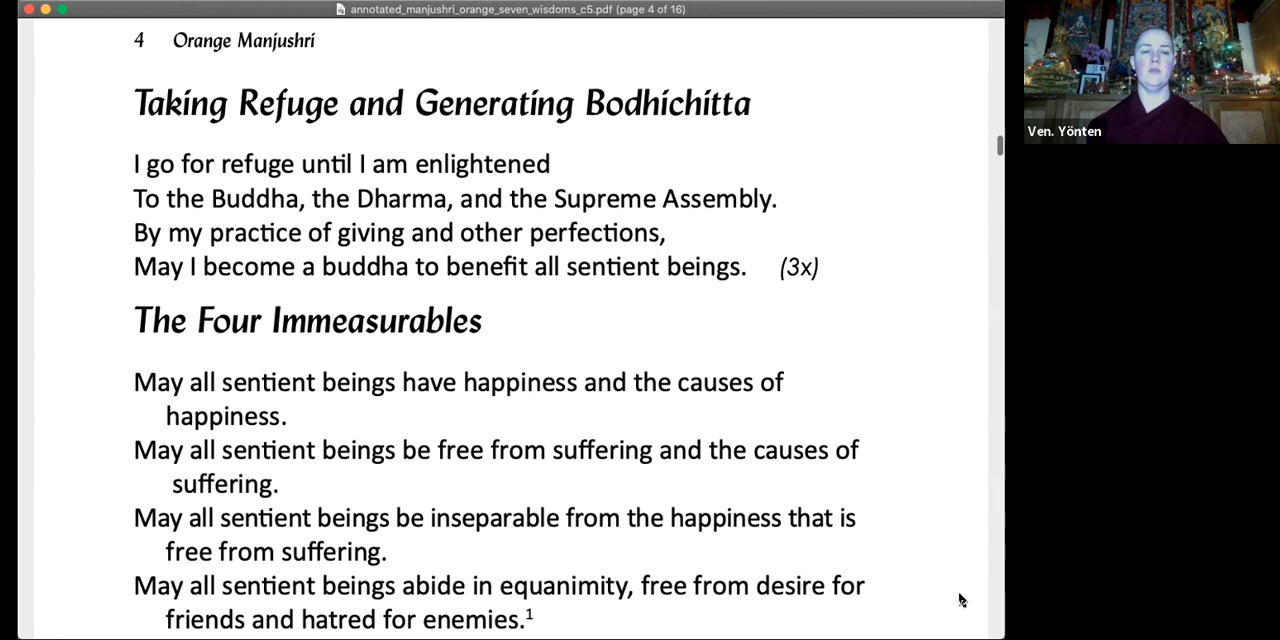 annotated_manjushri_orange_seven_wisdoms_c5.pdf (page 4 of 16)
4 Orange Manjushri
Taking Refuge and Generating Bodhichitta
I go for refuge until I am enlightened
To the Buddha, the Dharma, and the Supreme Assembly.
By my practice of giving and other perfections,
May I become a buddha to benefit all sentient beings. (3x)
The Four Immeasurables
May all sentient beings have happiness and the causes of
happiness.
May all sentient beings be free from suffering and the causes of
suffering.
May all sentient beings be inseparable from the happiness that is
free from suffering.
May all sentient beings abide in equanimity, free from desire for
friends and hatred for enemies.¹
Ven. Yönten